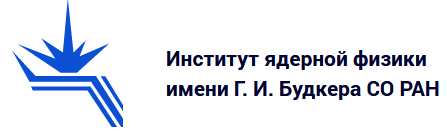 Институт ядерной физики
имени Г. И. Будкера СО РАН